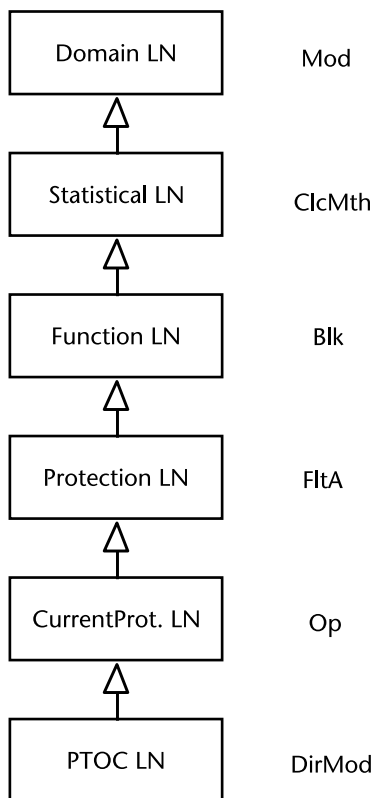 Domain LN Mod
Statistical LN ClcMth
Function LN Blk
Protection LN FltA
CurrentProt. LN Op
PTOC LN DirMod